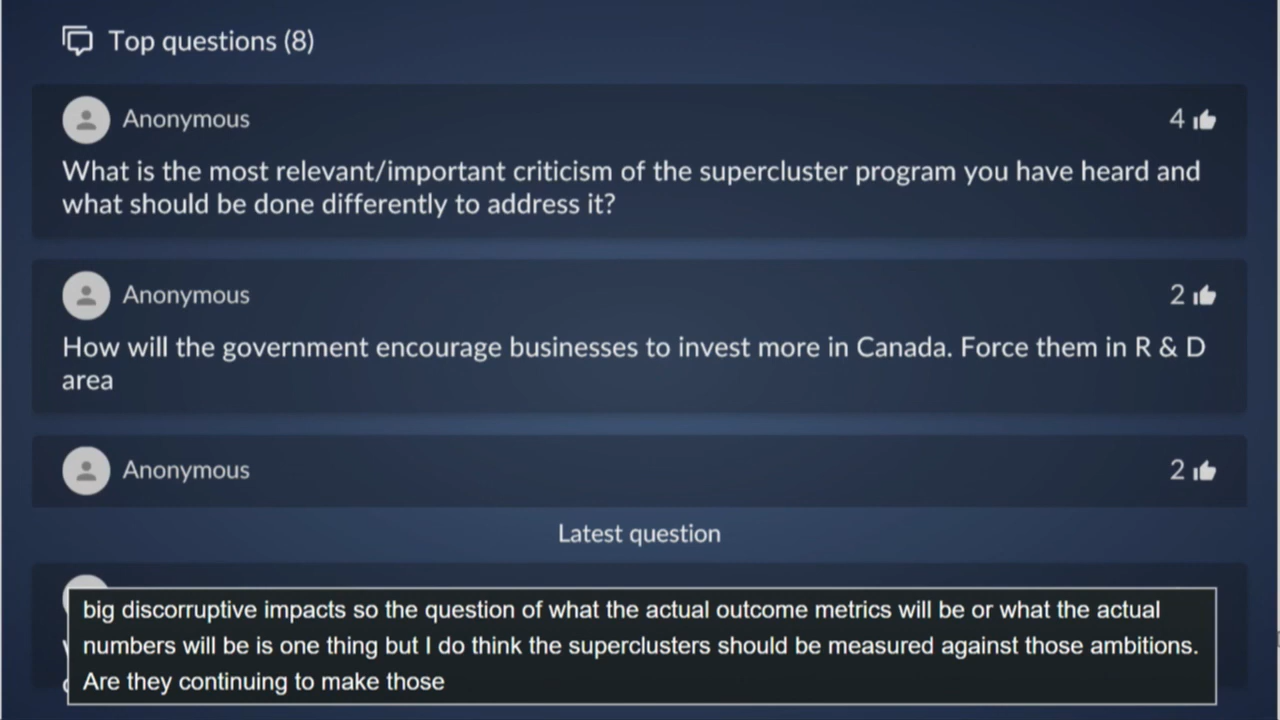 Top questions (8)
Anonymous
4
What is the most relevant/important criticism of the supercluster program you have heard and
what should be done differently to address it?
Anonymous
2
How will the government encourage businesses to invest more in Canada. Force them in R & D
area
Anonymous
2
Latest question
big discorruptive impacts so the question of what the actual outcome metrics will be or what the actual
numbers will be is one thing but I do think the superclusters should be measured against those ambitions.
Are they continuing to make those